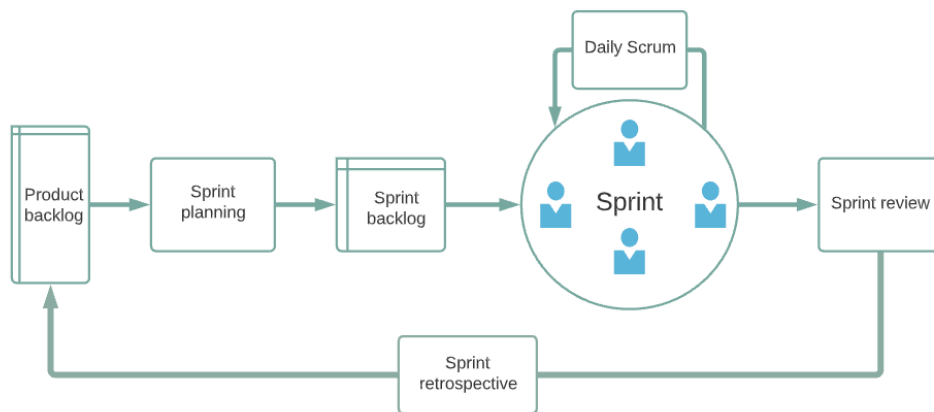 Daily Scrum
Product
backlog
Sprint
planning
Sprint
backlog
Sprint
Sprint review
Sprint
retrospective